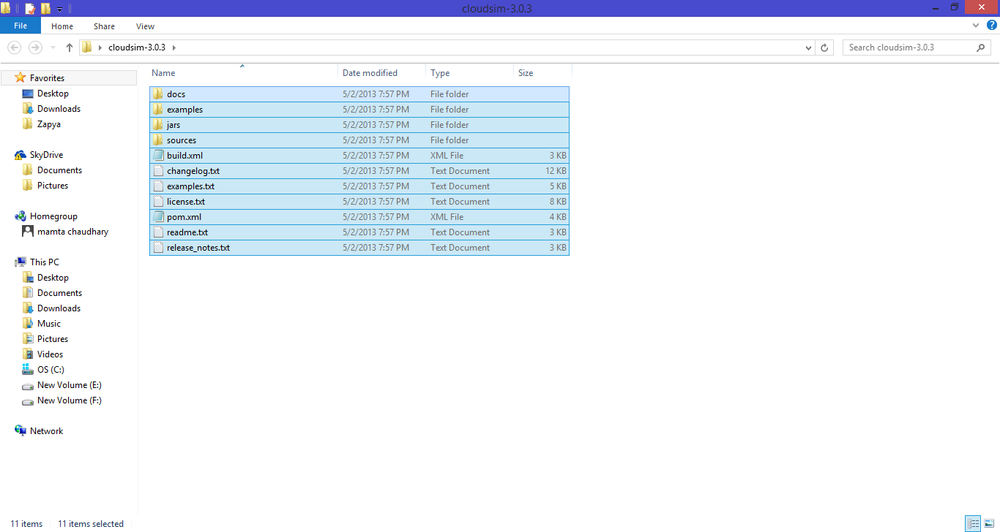 cloudsim-3.0.3
File Home Share View
cloudsim-3.0.3 Search cloudsim-3.0.3
Favorites
Desktop
Downloads
Zapya
SkyDrive
Documents
Pictures
Homegroup
mamta chaudhary
This PC
Desktop
Documents
Downloads
Music
Pictures
Videos
OS (C:)
New Volume (E:)
New Volume (F:)
Network
Name Date modified Type Size
docs 5/2/2013 7:57 PM File folder
examples 5/2/2013 7:57 PM File folder
jars 5/2/2013 7:57 PM File folder
sources 5/2/2013 7:57 PM File folder
build.xml 5/2/2013 7:57 PM XML File 3 KB
changelog.txt 5/2/2013 7:57 PM Text Document 12 KB
examples.txt 5/2/2013 7:57 PM Text Document 5 KB
license.txt 5/2/2013 7:57 PM Text Document 8 KB
pom.xml 5/2/2013 7:57 PM XML File 4 KB
readme.txt 5/2/2013 7:57 PM Text Document 3 KB
release_notes.txt 5/2/2013 7:57 PM Text Document 3 KB
11 items 11 items selected